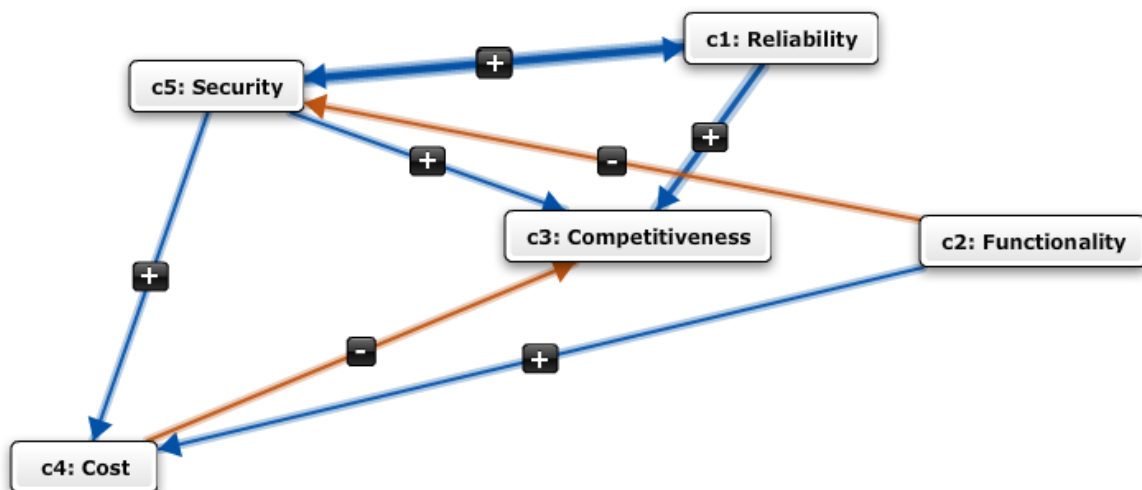 c1: Reliability
+
c5: Security
+
+
-
c3: Competitiveness
c2: Functionality
+
-
+
c4: Cost